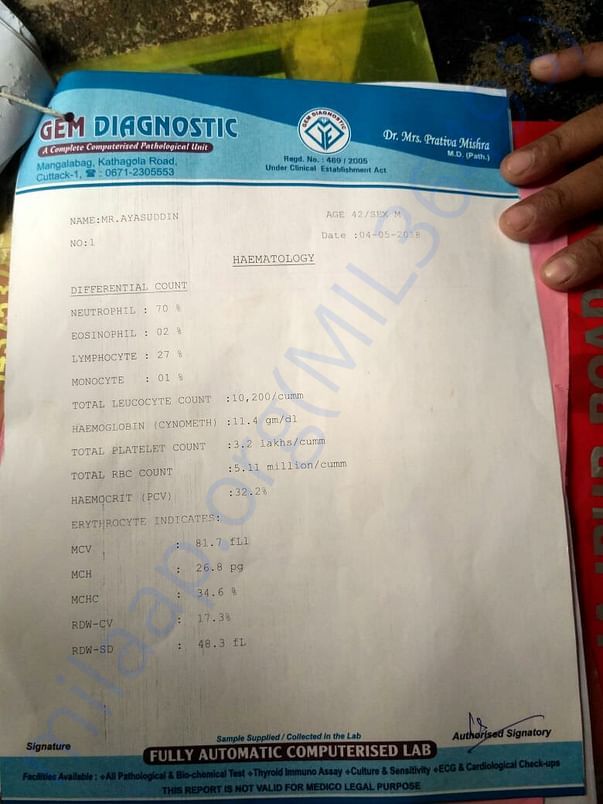 GEM DIAGNOSTIC
A Complete Computerised Pathological Unit
Mangalabag, Kathagola Road,
Cuttack-1, ☎ : 0671-2305553
GEM DIAGNOSTIC
Regd. No. : 489 / 2005
Under Clinical Establishment Act
Dr. Mrs. Prativa Mishra
M.D. (Path.)
NAME:MR.AYASUDDIN AGE 42/SEX M
NO:1 Date :04-05-2018
HAEMATOLOGY
DIFFERENTIAL COUNT
NEUTROPHIL : 70 %
EOSINOPHIL : 02 %
LYMPHOCYTE : 27 %
MONOCYTE : 01 %
TOTAL LEUCOCYTE COUNT :10,200/cumm
HAEMOGLOBIN (CYNOMETH) :11.4 gm/dl
TOTAL PLATELET COUNT :3.2 lakhs/cumm
TOTAL RBC COUNT :5.11 million/cumm
HAEMOCRIT (PCV) :32.2%
ERYTHROCYTE INDICATES:
MCV : 81.7 fLl
MCH : 26.8 pg
MCHC : 34.6 %
RDW-CV : 17.3%
RDW-SD : 48.3 fL
Signature
Sample Supplied / Collected in the Lab
Authorised Signatory
FULLY AUTOMATIC COMPUTERISED LAB
Facilities Available : +All Pathological & Bio-chemical Test +Thyroid Immuno Assay +Culture & Sensitivity +ECG & Cardiological Check-ups
THIS REPORT IS NOT VALID FOR MEDICO LEGAL PURPOSE